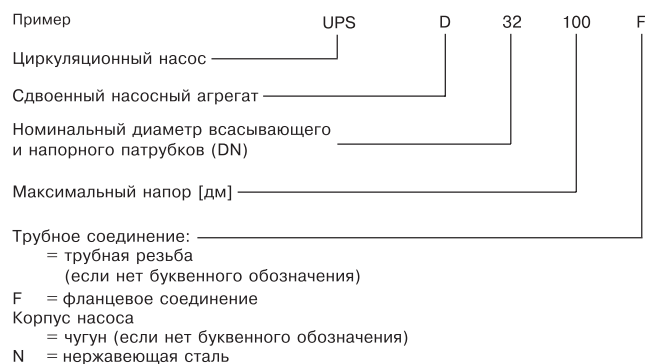 Пример UPS D 32 100 F
Циркуляционный насос
Сдвоенный насосный агрегат
Номинальный диаметр всасывающего
и напорного патрубков (DN)
Максимальный напор [дм]
Трубное соединение:
= трубная резьба
(если нет буквенного обозначения)
F = фланцевое соединение
Корпус насоса
= чугун (если нет буквенного обозначения)
N = нержавеющая сталь